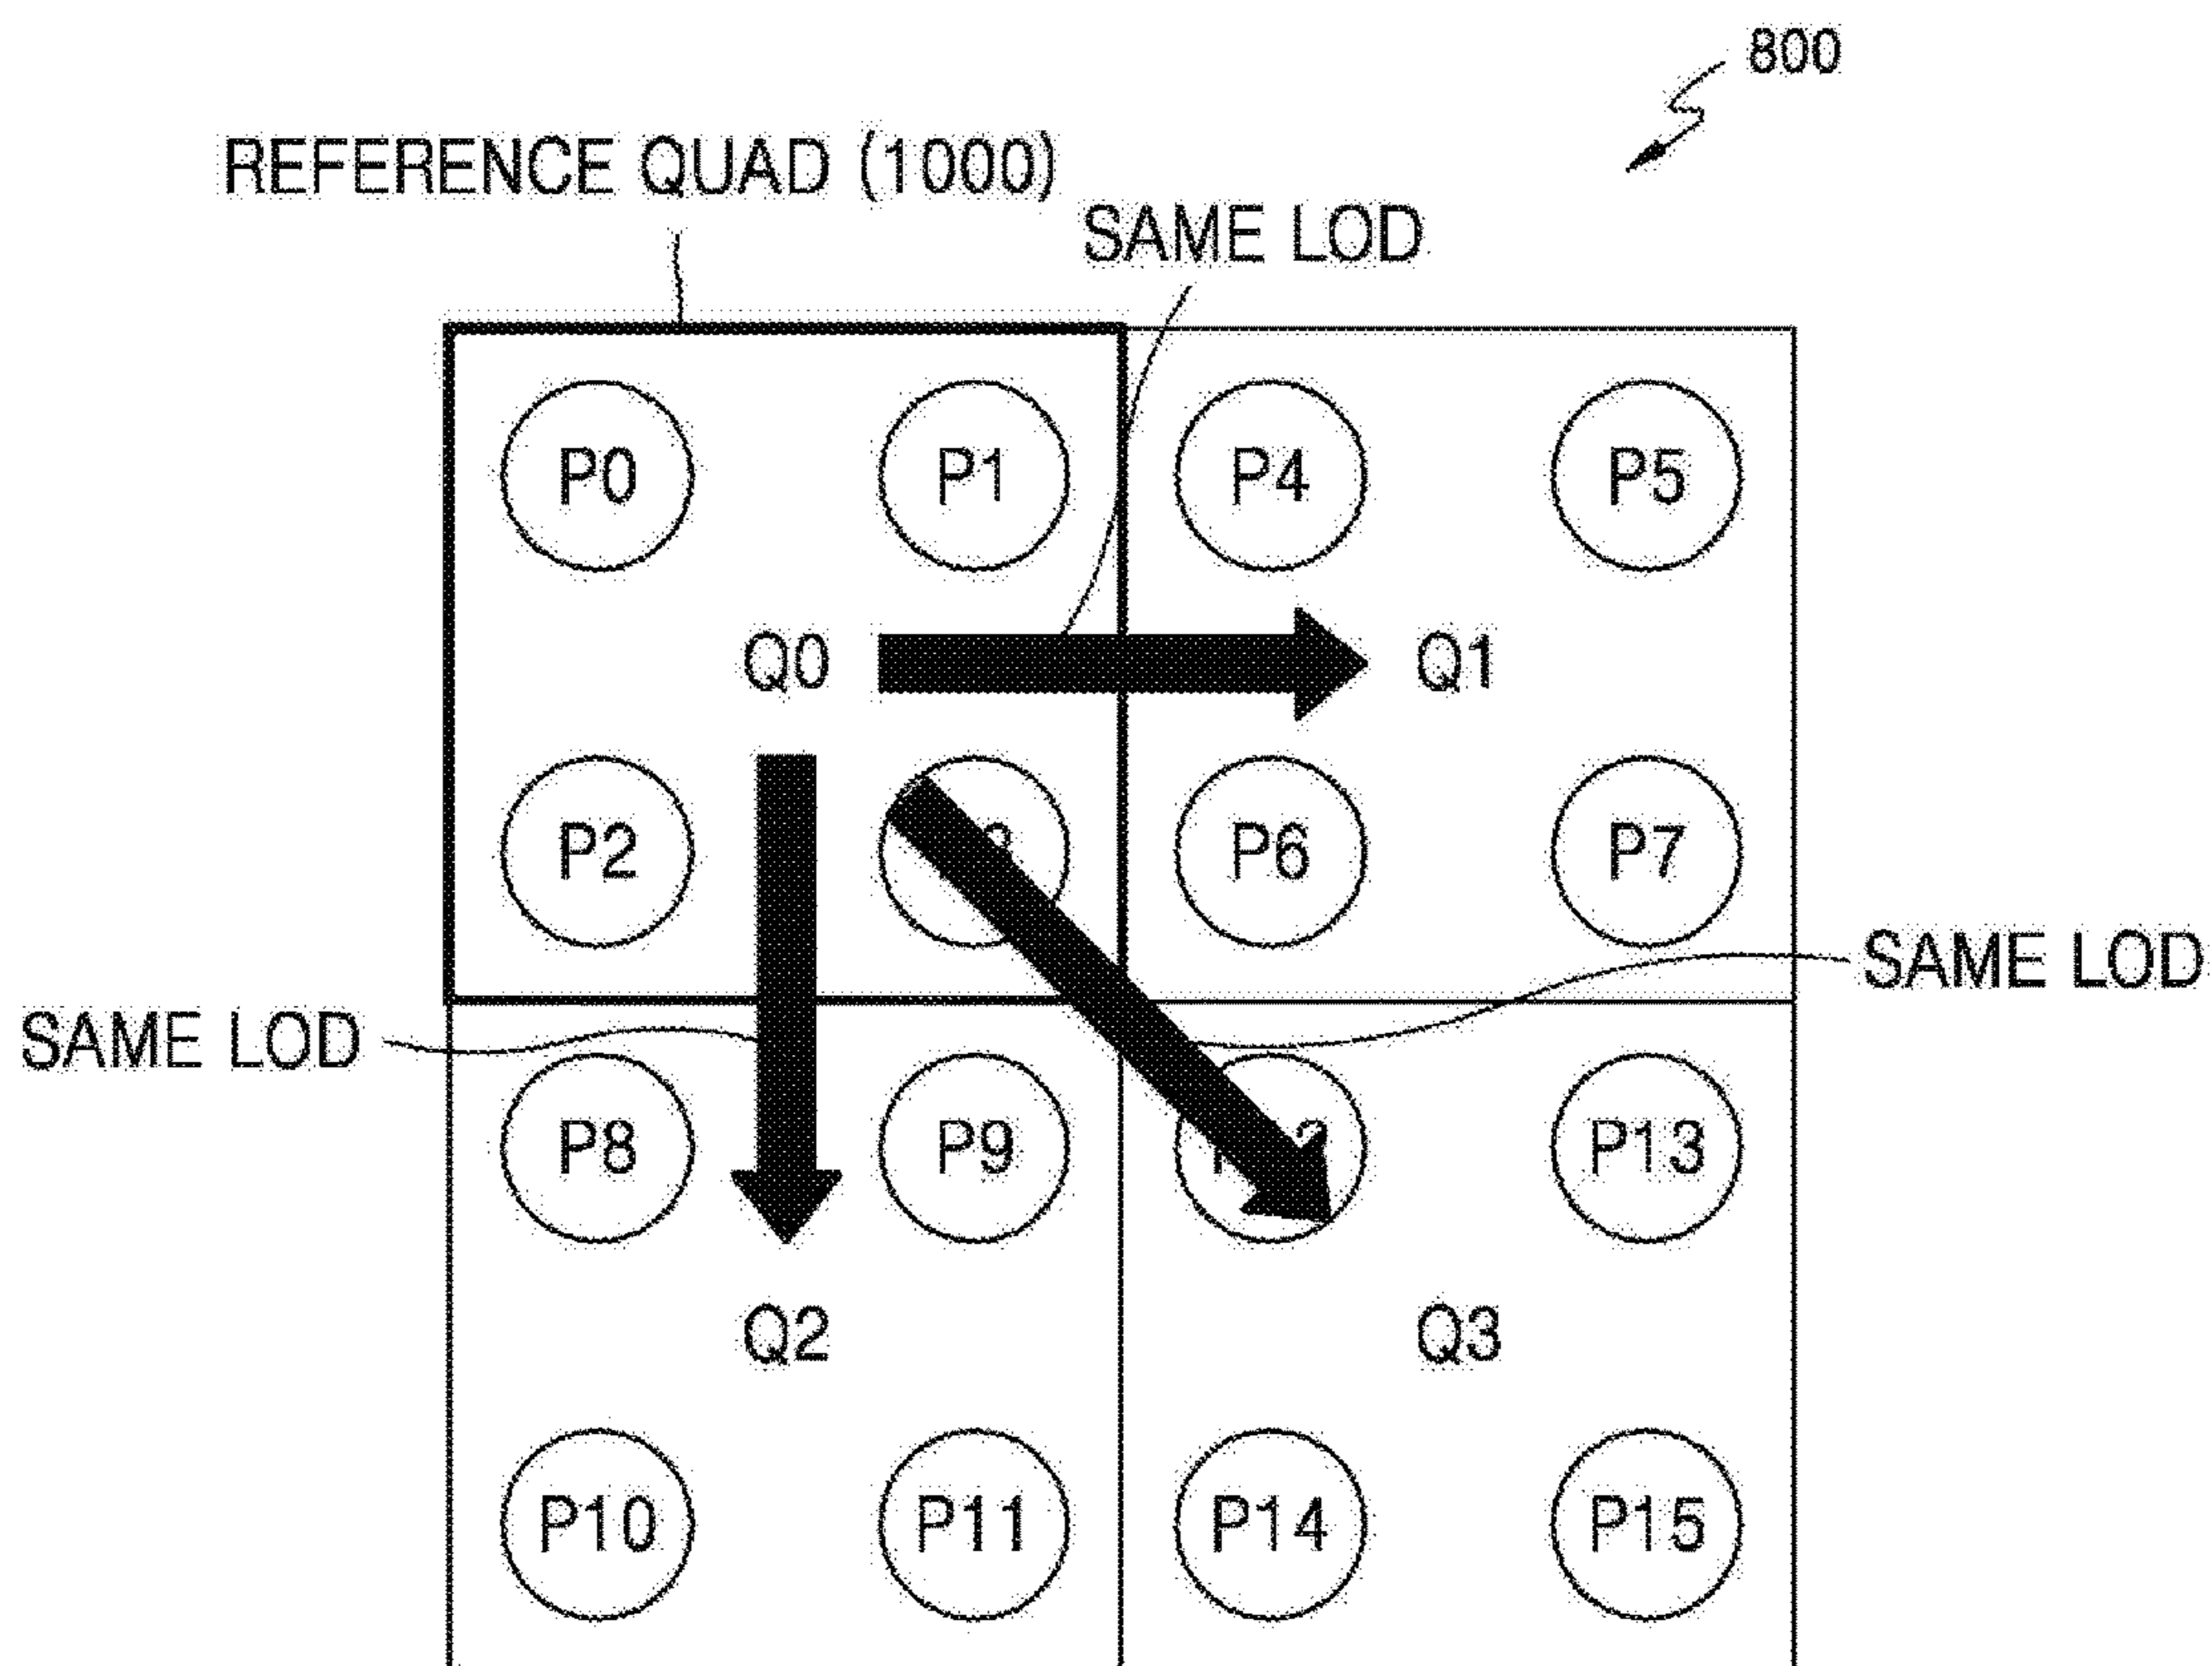 800
REFERENCE QUAD (1000)
SAME LOD
P0 P1 P4 P5
Q0 Q1
P2 P6 P7
SAME LOD
SAME LOD
P8 P9 P13
Q2 Q3
P10 P11 P14 P15